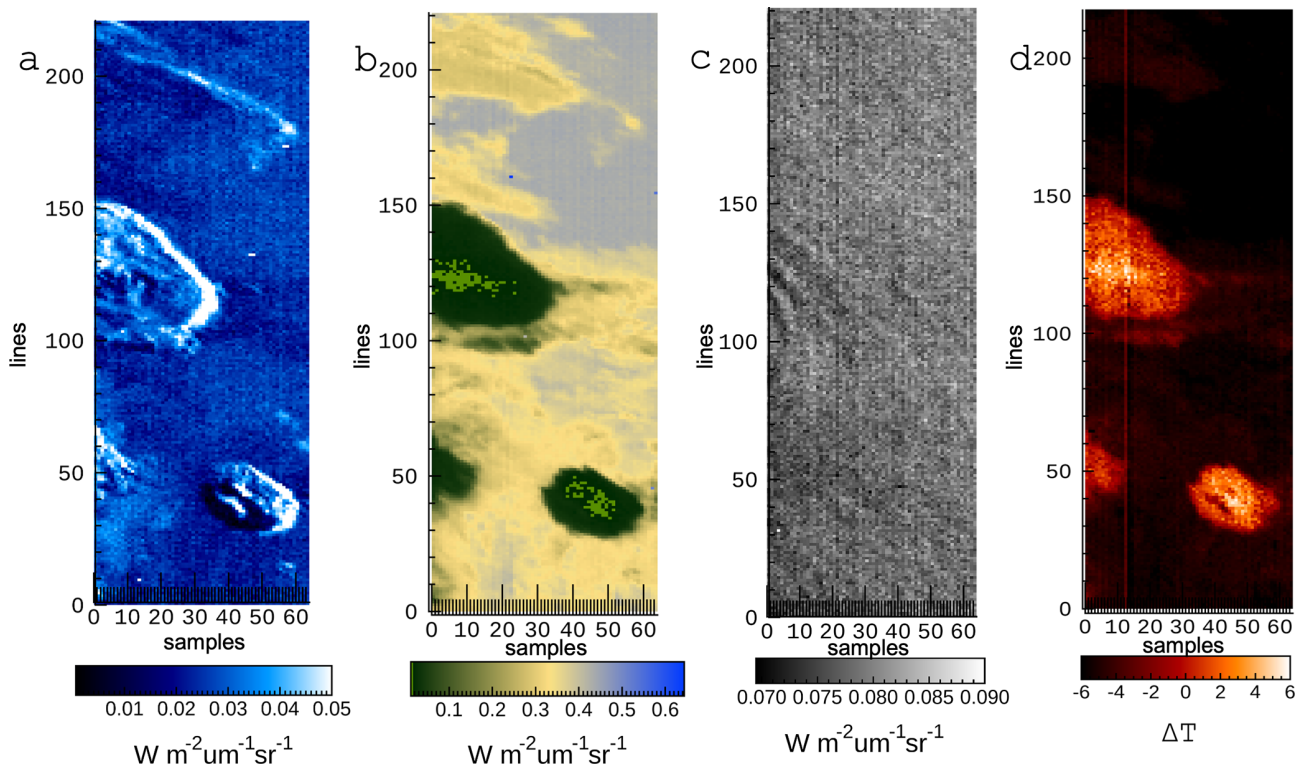 a
200
150
100
50
0
lines
0 10 20 30 40 50 60
samples
0.01 0.02 0.03 0.04 0.05
W m-2um-1sr-1
b
200
150
100
50
0
lines
0 10 20 30 40 50 60
samples
0.1 0.2 0.3 0.4 0.5 0.6
W m-2um-1sr-1
c
200
150
100
50
0
lines
0 10 20 30 40 50 60
samples
0.070 0.075 0.080 0.085 0.090
W m-2um-1sr-1
d
200
150
100
50
0
lines
0 10 20 30 40 50 60
samples
-6 -4 -2 0 2 4 6
ΔT